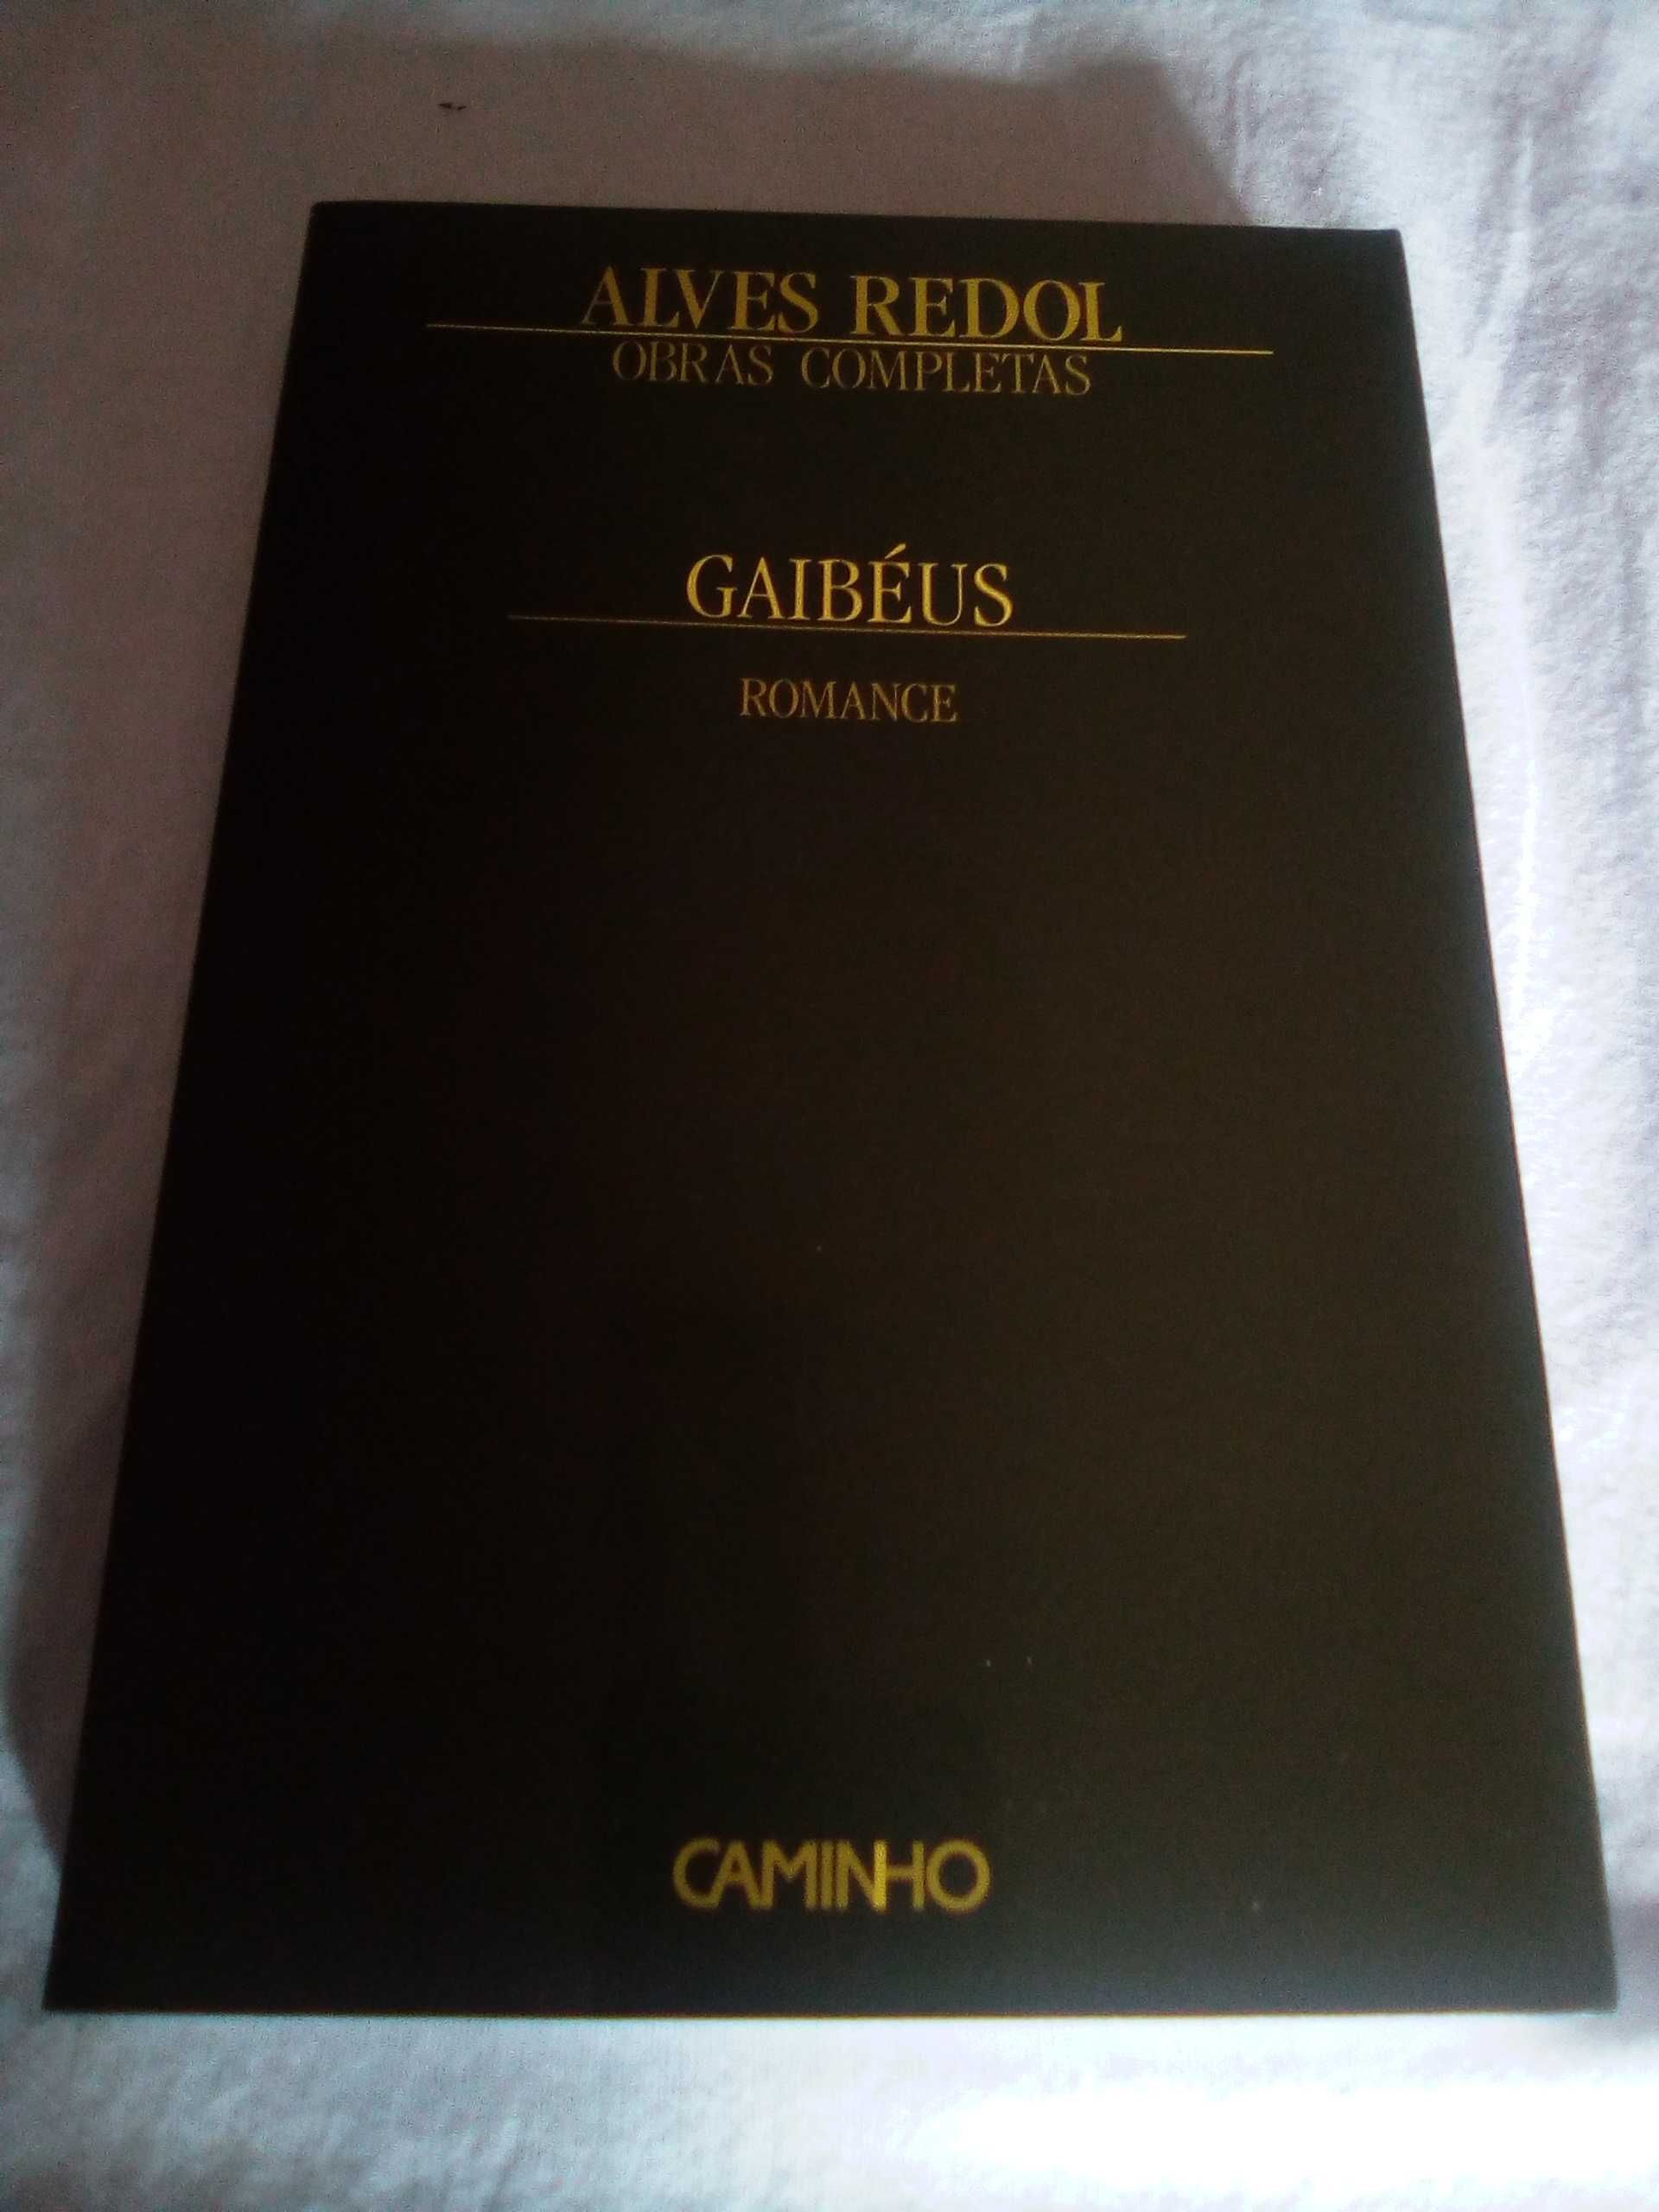 ALVES REDOL
OBRAS COMPLETAS
GAIBÉUS
ROMANCE
CAMINHO